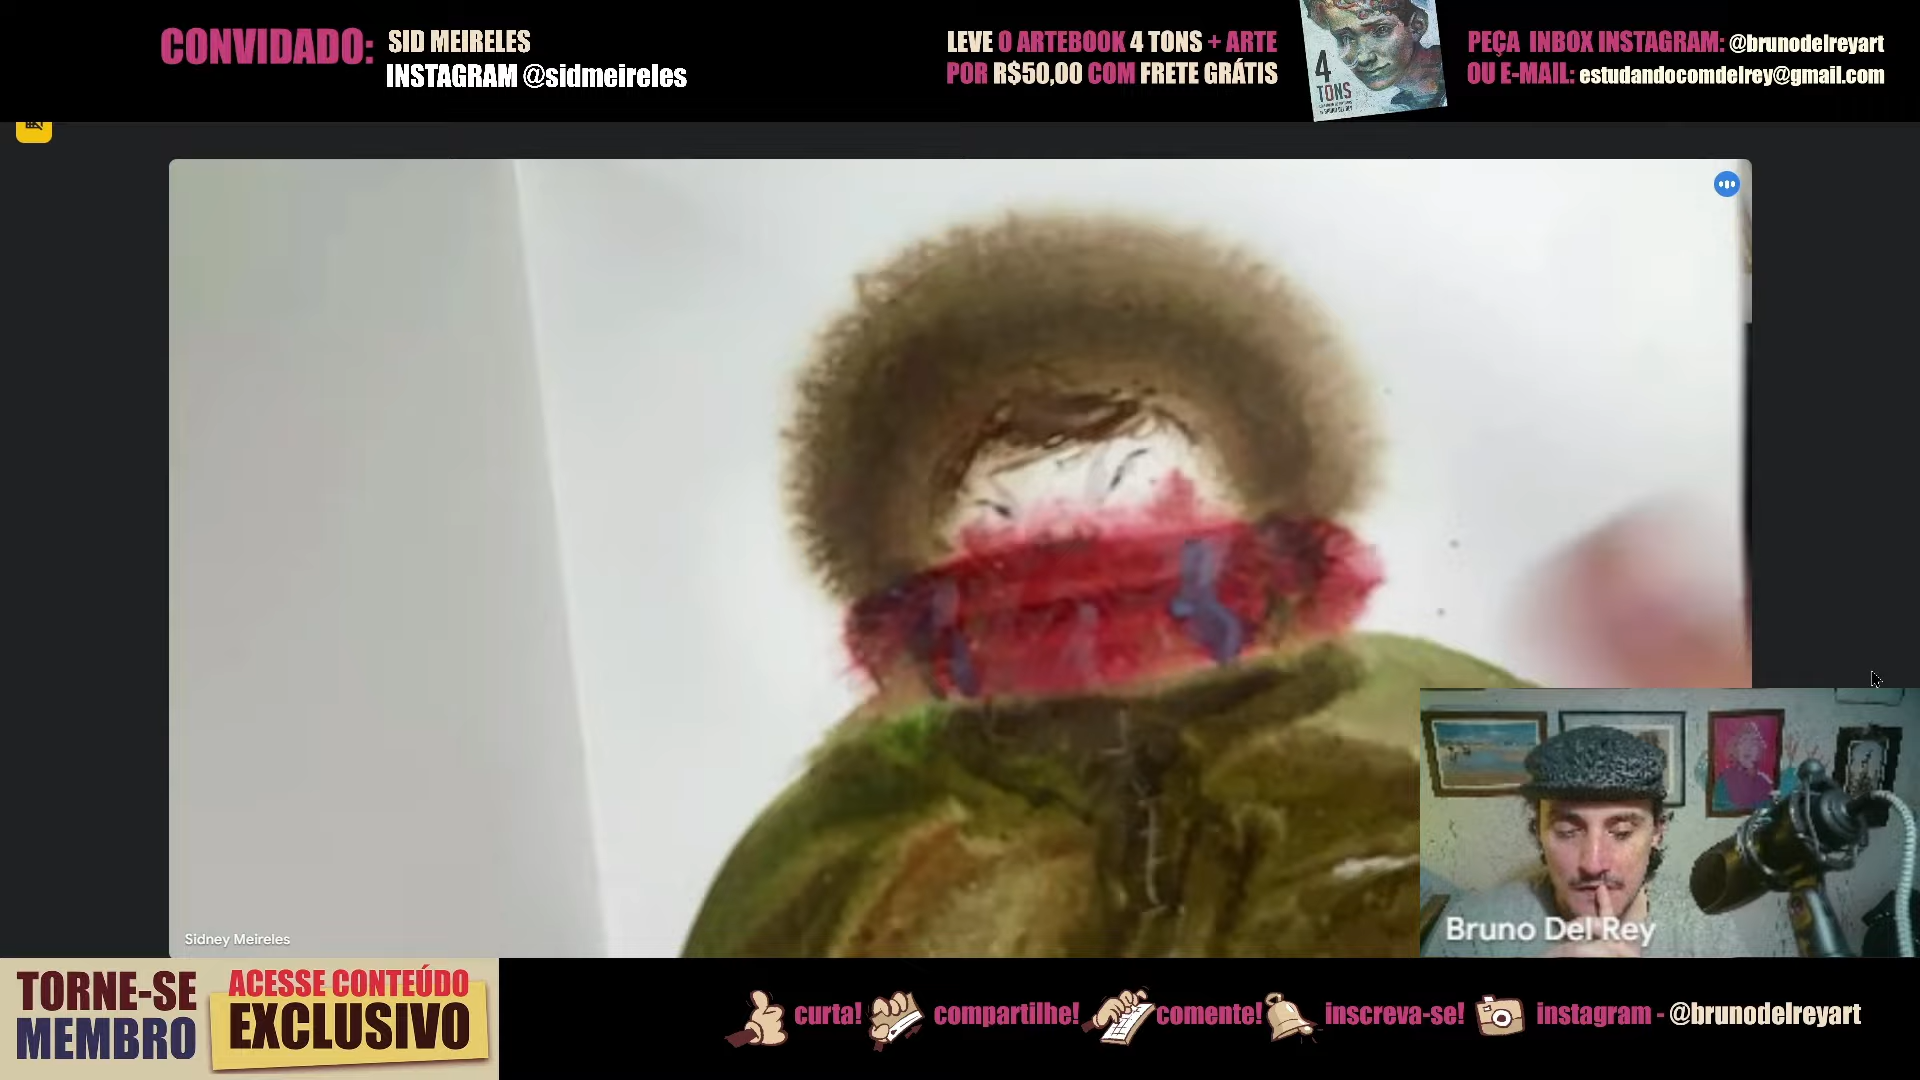 CONVIDADO: SID MEIRELES
INSTAGRAM @sidmeireles
LEVE O ARTEBOOK 4 TONS + ARTE
POR R$50,00 COM FRETE GRÁTIS
4
TONS
PEÇA INBOX INSTAGRAM: @brunodelreyart
OU E-MAIL: estudandocomdelrey@gmail.com
Sidney Meireles
Bruno Del Rey
TORNE-SE
MEMBRO
ACESSE CONTEÚDO
EXCLUSIVO
curta! compartilhe! comente! inscreva-se! instagram - @brunodelreyart